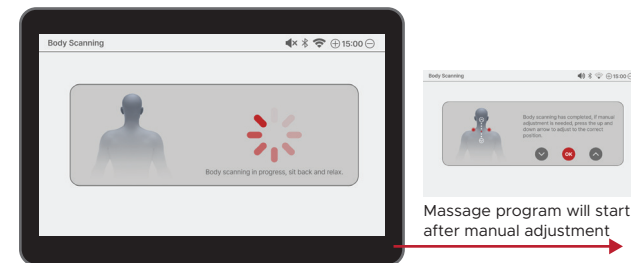 Body Scanning
15:00
Body scanning in progress, sit back and relax.
Body Scanning
15:00
Body scanning has completed, if manual
adjustment is needed, press the up and
down arrow to adjust to the correct
position.
OK
Massage program will start
after manual adjustment